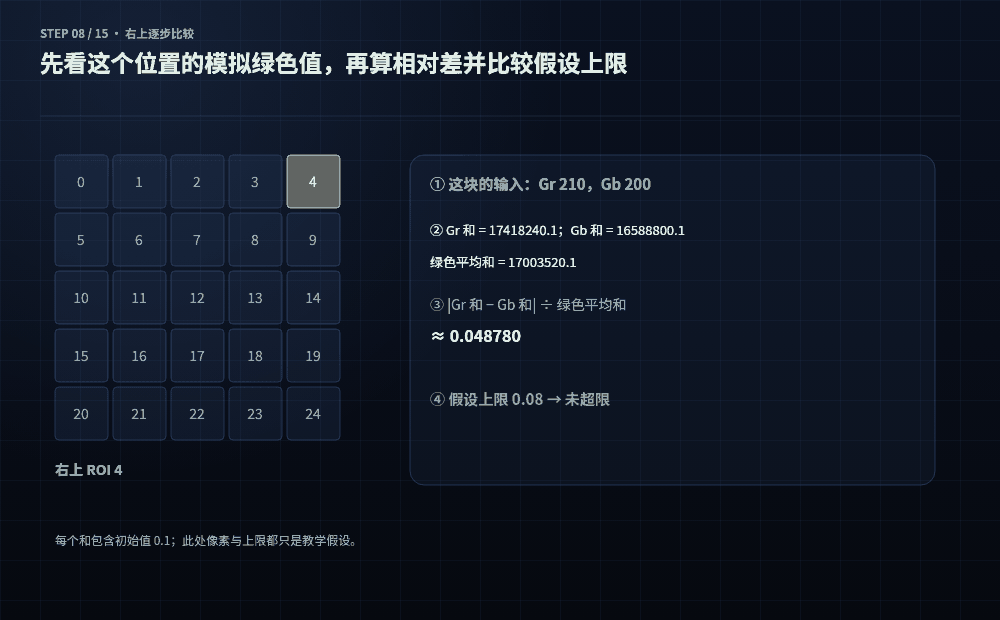 STEP 08 / 15 · 右上逐步比较
先看这个位置的模拟绿色值，再算相对差并比较假设上限
0 1 2 3 4
5 6 7 8 9
10 11 12 13 14
15 16 17 18 19
20 21 22 23 24
右上 ROI 4
① 这块的输入：Gr 210，Gb 200
② Gr 和 = 17418240.1；Gb 和 = 16588800.1
绿色平均和 = 17003520.1
③ |Gr 和 − Gb 和| ÷ 绿色平均和
≈ 0.048780
④ 假设上限 0.08 → 未超限
每个和包含初始值 0.1；此处像素与上限都只是教学假设。